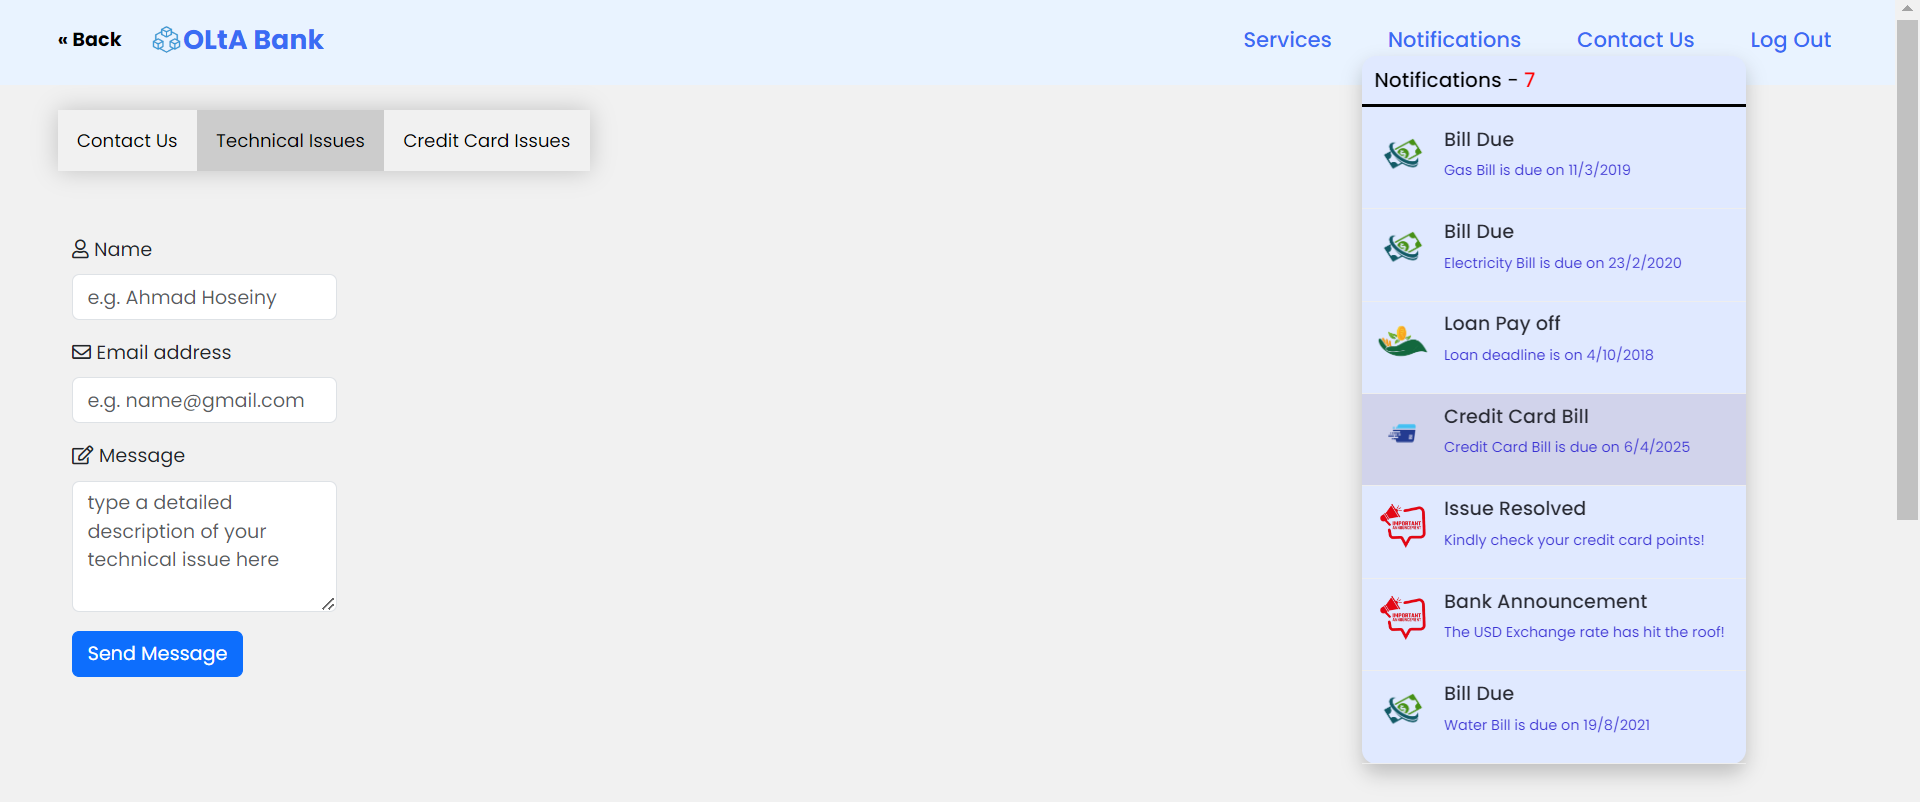 « Back
OLtA Bank
Services
Notifications
Contact Us
Log Out
Contact Us
Technical Issues
Credit Card Issues
Name
e.g. Ahmad Hoseiny
Email address
e.g. name@gmail.com
Message
type a detailed
description of your
technical issue here
Send Message
Notifications - 7
Bill Due
Gas Bill is due on 11/3/2019
Bill Due
Electricity Bill is due on 23/2/2020
Loan Pay off
Loan deadline is on 4/10/2018
Credit Card Bill
Credit Card Bill is due on 6/4/2025
IMPORTANT
ANNOUNCEMENT
Issue Resolved
Kindly check your credit card points!
IMPORTANT
ANNOUNCEMENT
Bank Announcement
The USD Exchange rate has hit the roof!
Bill Due
Water Bill is due on 19/8/2021